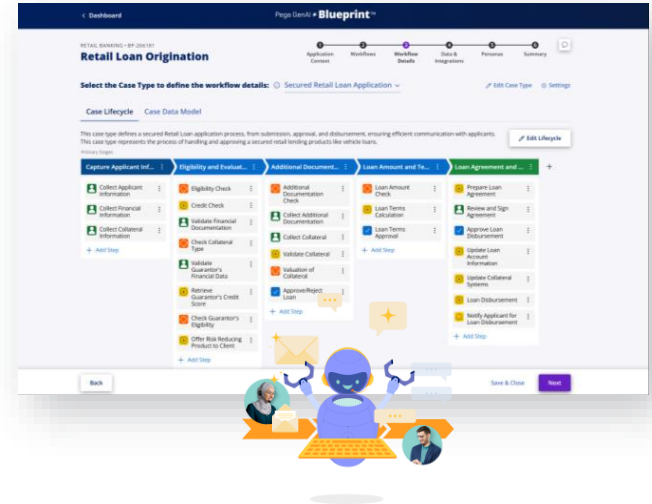 ‹ Dashboard
Pega GenAI Blueprint™
RETAIL BANKING • BP-266181
Retail Loan Origination
1 2 3 4 5 6
Application Context
Workflows
Workflow Details
Data & Integrations
Personas
Summary
Select the Case Type to define the workflow details:
Secured Retail Loan Application
Edit Case Type
Settings
Case Lifecycle
Case Data Model
This case type defines a secured Retail Loan application process, from submission, approval, and disbursement, ensuring efficient communication with applicants.
This case type represents the process of handling and approving a secured retail lending products like vehicle loans.
Edit Lifecycle
Primary Stages
Capture Applicant Inf...
Collect Applicant
Information
Collect Financial
Information
Collect Collateral
Information
+ Add Step
Eligibility and Evaluat...
Eligibility Check
Credit Check
Validate Financial
Documentation
Check Collateral
Type
Validate
Guarantor's
Financial Data
Retrieve
Guarantor's Credit
Score
Check Guarantor's
Eligibility
Offer Risk Reducing
Product to Client
+ Add Step
Additional Document...
Additional
Documentation
Check
Collect Additional
Documentation
Collect Collateral
Validate Collateral
Valuation of
Collateral
Approve/Reject
Loan
+ Add Step
Loan Amount and Te...
Loan Amount
Check
Loan Terms
Calculation
Loan Terms
Approval
+ Add Step
Loan Agreement and ...
Prepare Loan
Agreement
Review and Sign
Agreement
Approve Loan
Disbursement
Update Loan
Account
Information
Update Collateral
Systems
Loan Disbursement
Notify Applicant for
Loan Disbursement
+ Add Step
+
Back
Save & Close
Next